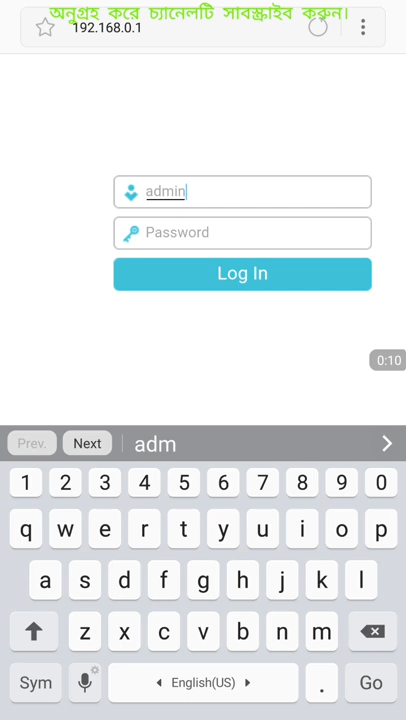 অনুগ্রহ করে চ্যানেলটি সাবস্ক্রাইব করুন।
192.168.0.1
admin
Password
Log In
0:10
Prev. Next adm
1 2 3 4 5 6 7 8 9 0
q w e r t y u i o p
a s d f g h j k l
z x c v b n m
Sym English(US) . Go